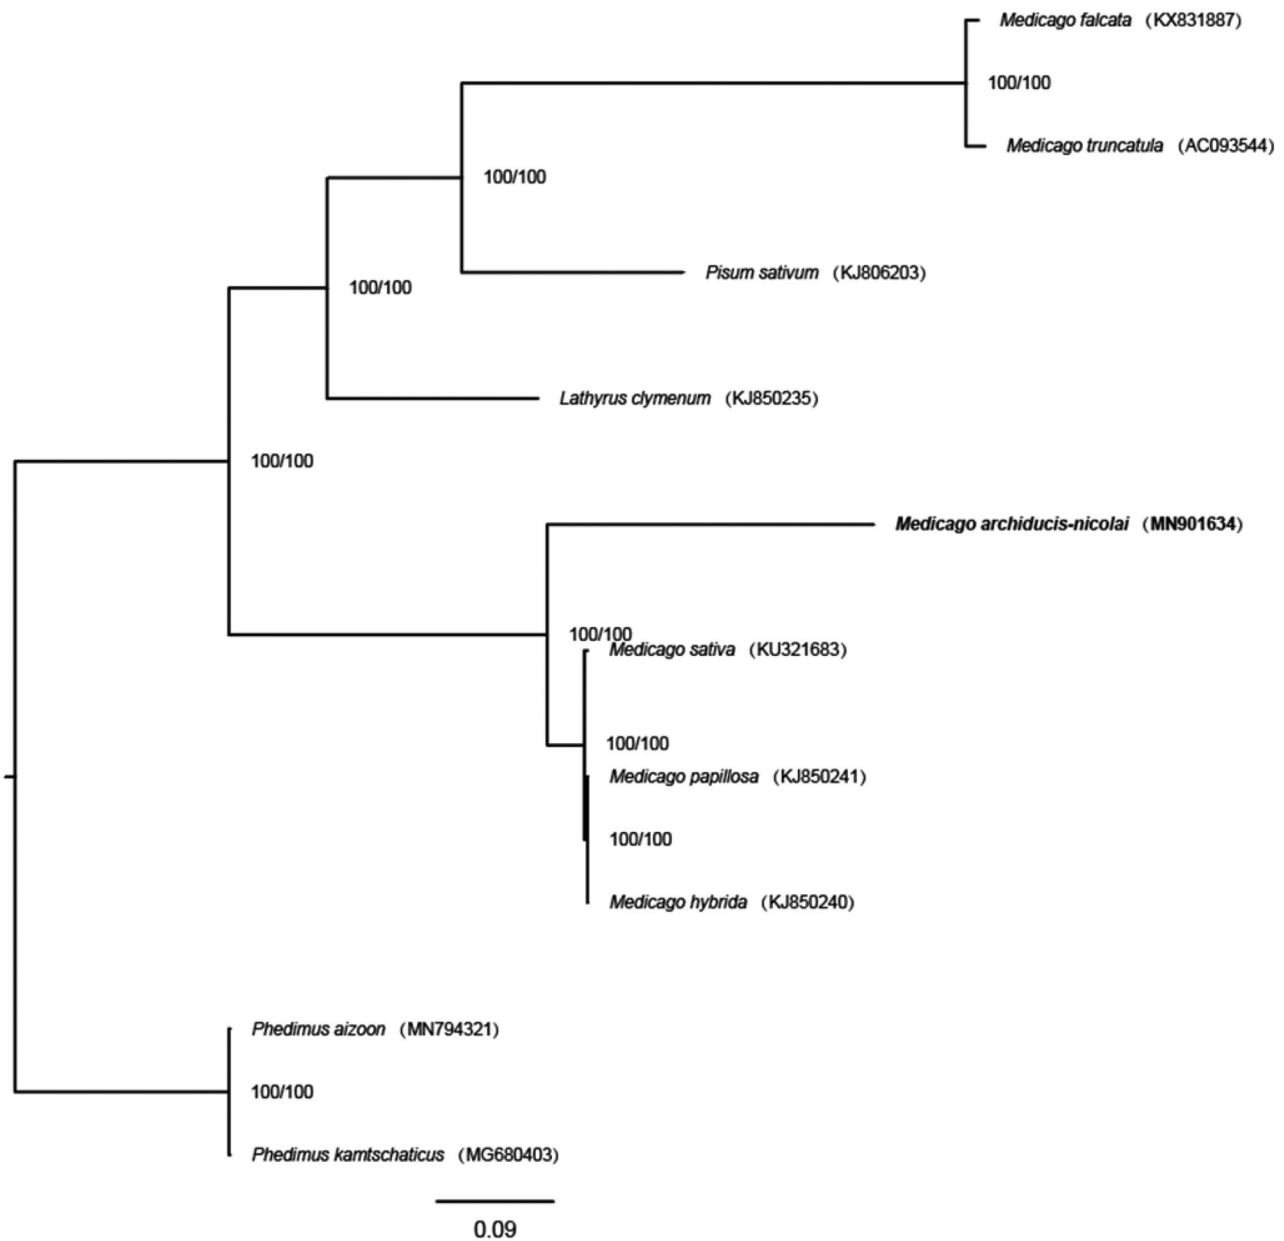 Medicago falcata (KX831887)
100/100
Medicago truncatula (AC093544)
100/100
Pisum sativum (KJ806203)
100/100
Lathyrus clymenum (KJ850235)
100/100
Medicago archiducis-nicolai (MN901634)
100/100
Medicago sativa (KU321683)
100/100
Medicago papillosa (KJ850241)
100/100
Medicago hybrida (KJ850240)
Phedimus aizoon (MN794321)
100/100
Phedimus kamtschaticus (MG680403)
0.09